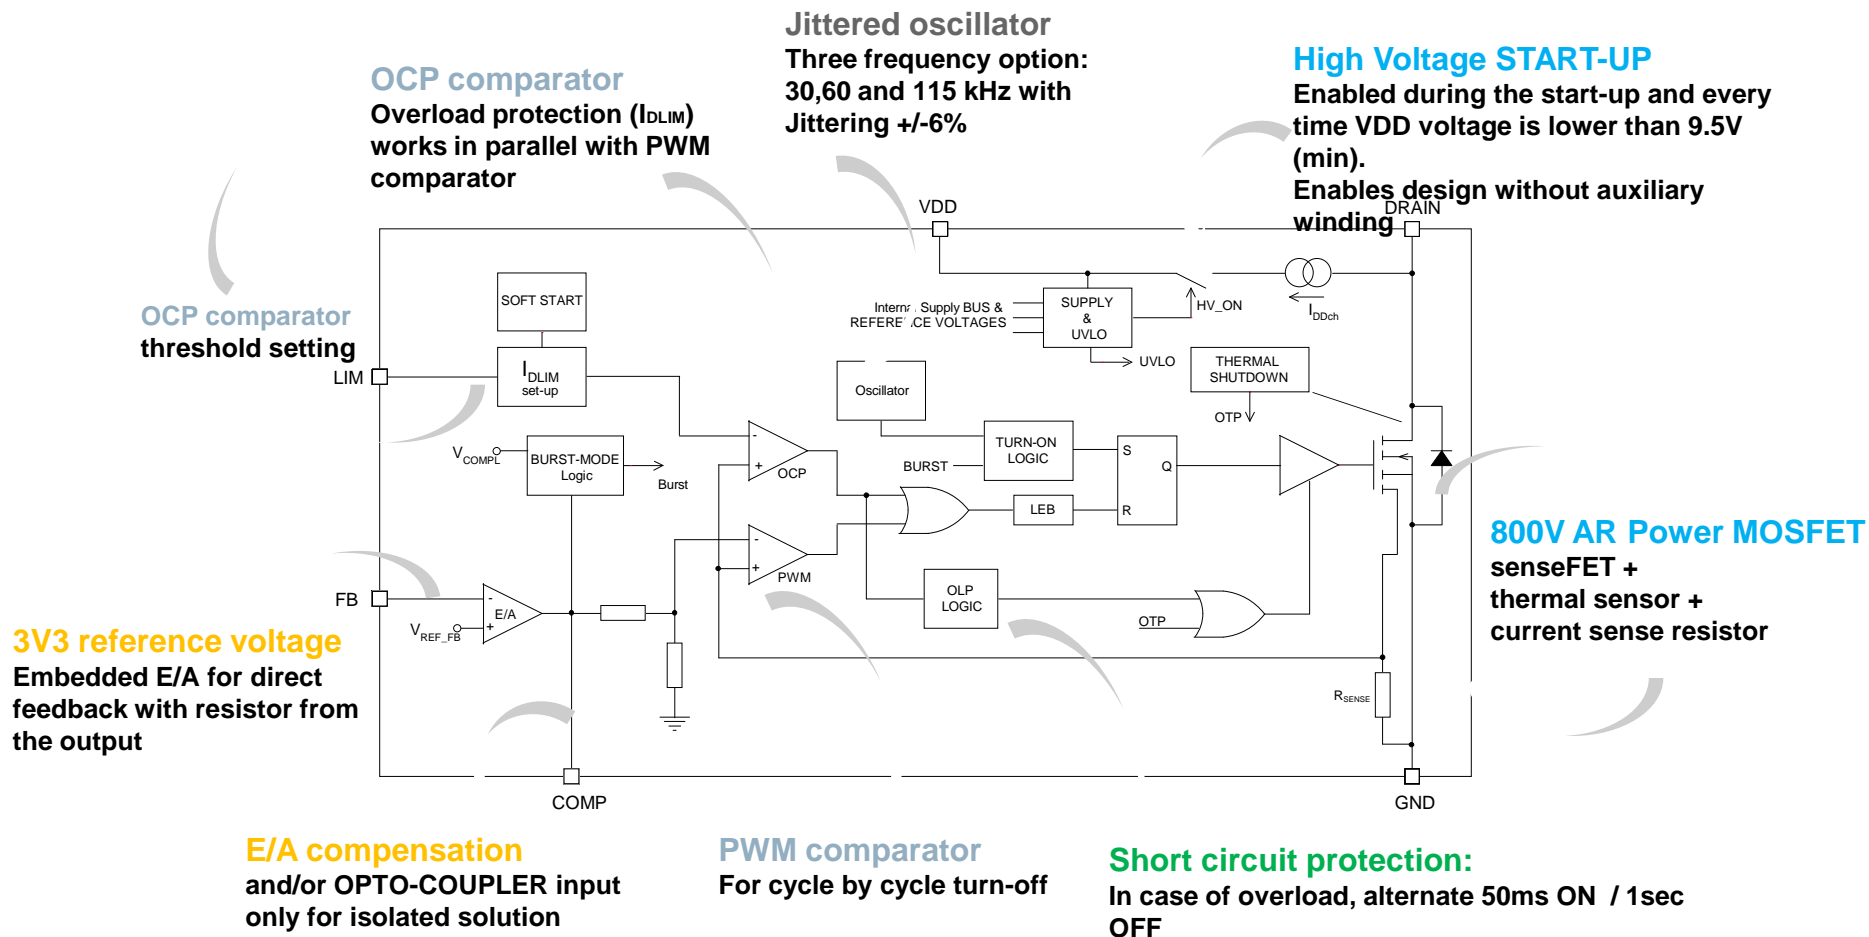 Jittered oscillator
Three frequency option:
30,60 and 115 kHz with
Jittering +/-6%
OCP comparator
Overload protection (IDLIM)
works in parallel with PWM
comparator
High Voltage START-UP
Enabled during the start-up and every
time VDD voltage is lower than 9.5V
(min).
Enables design without auxiliary
winding
VDD
DRAIN
OCP comparator
threshold setting
LIM
SOFT START
IDLIM
set-up
Internal Supply BUS &
REFERENCE VOLTAGES
SUPPLY
&
UVLO
HV_ON
IDDch
UVLO
THERMAL
SHUTDOWN
OTP
Oscillator
VCOMPL
BURST-MODE
Logic
Burst
-
+
OCP
BURST
TURN-ON
LOGIC
S
Q
R
LEB
-
+
PWM
FB
VREF_FB
-
+
E/A
OLP
LOGIC
OTP
RSENSE
800V AR Power MOSFET
senseFET +
thermal sensor +
current sense resistor
3V3 reference voltage
Embedded E/A for direct
feedback with resistor from
the output
COMP
GND
E/A compensation
and/or OPTO-COUPLER input
only for isolated solution
PWM comparator
For cycle by cycle turn-off
Short circuit protection:
In case of overload, alternate 50ms ON / 1sec
OFF